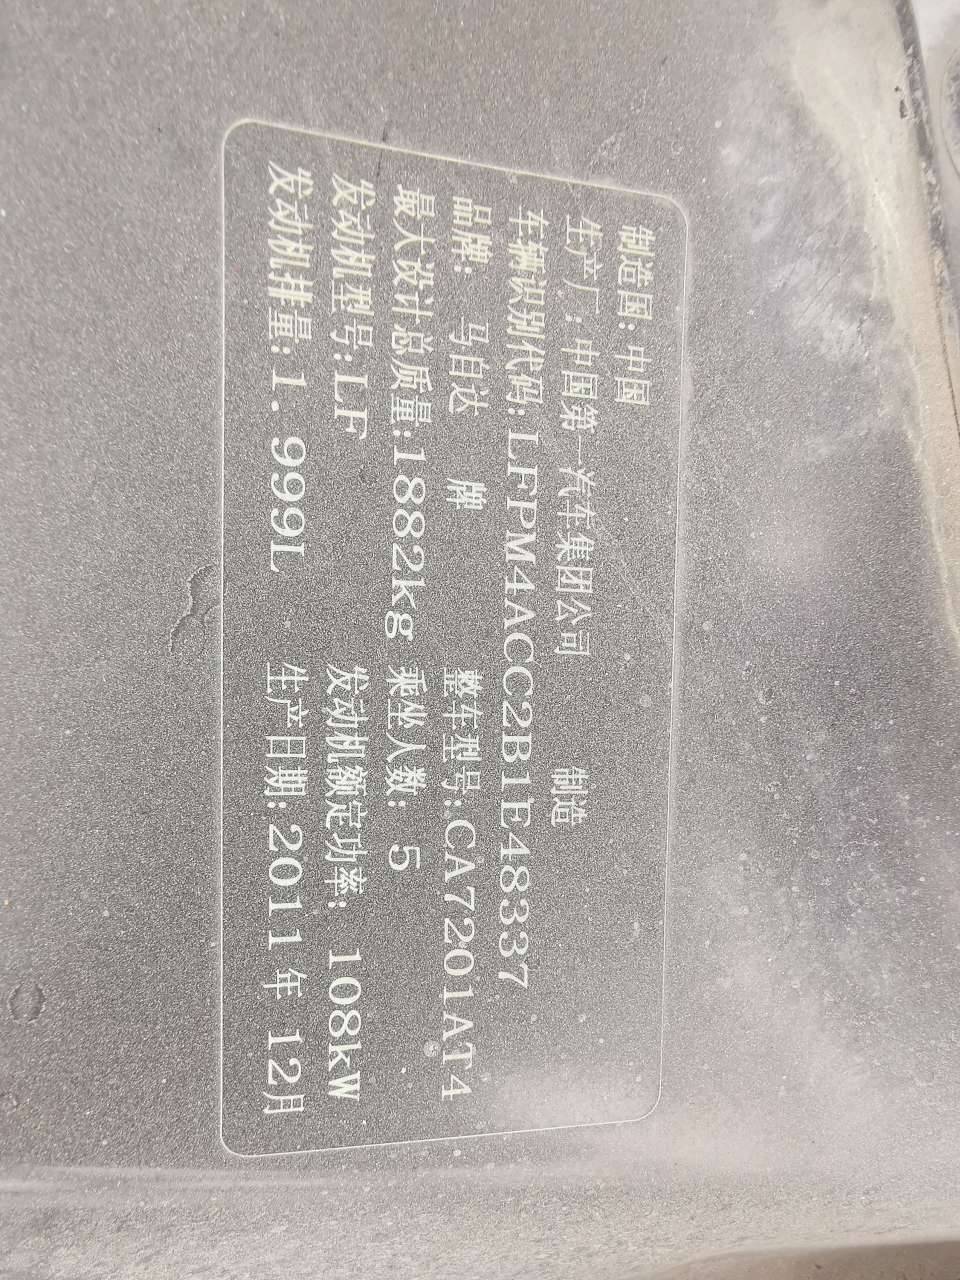 制造国:中国
生产厂:中国第一汽车集团公司 制造
车辆识别代码:LFPM4ACC2B1E48337
品牌: 马自达 牌 整车型号:CA7201AT4
最大设计总质量:1882kg 乘坐人数: 5
发动机型号:LF 发动机额定功率: 108kW
发动机排量:1.999L 生产日期:2011年 12月